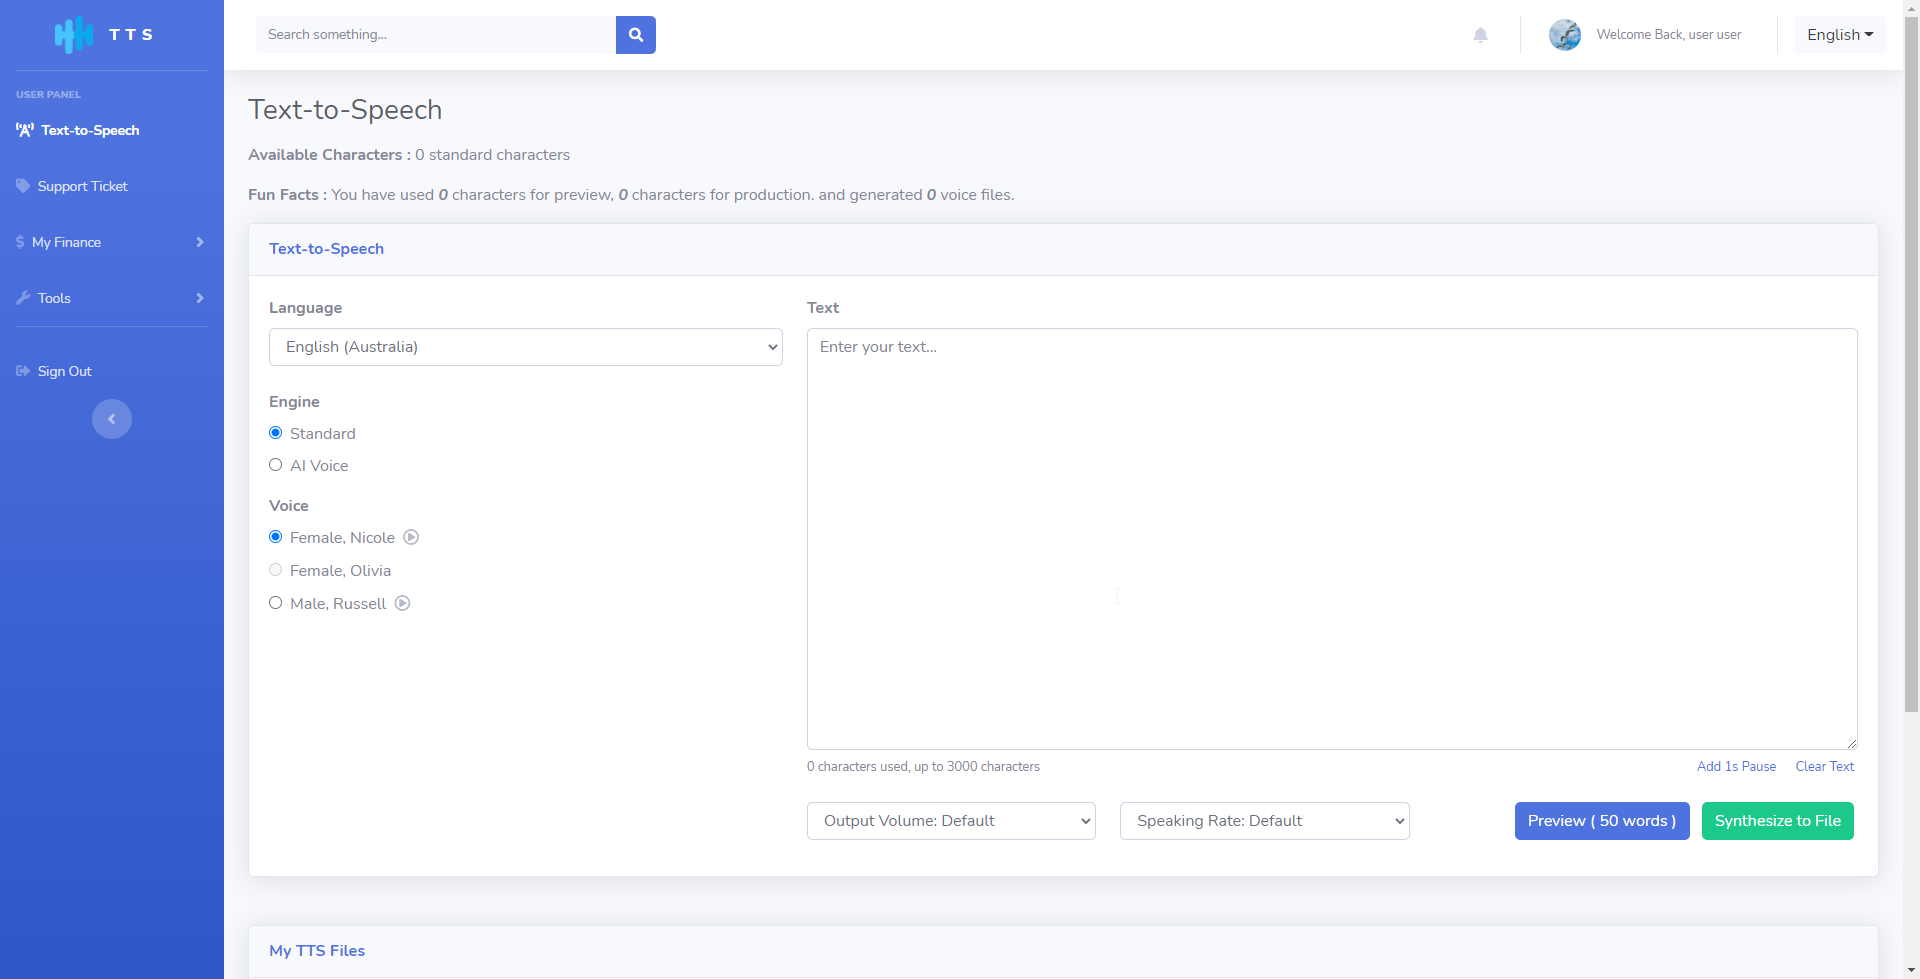 TTS
Search something...
Welcome Back, user user
English
USER PANEL
Text-to-Speech
Support Ticket
My Finance
Tools
Sign Out
Text-to-Speech
Available Characters : 0 standard characters
Fun Facts : You have used 0 characters for preview, 0 characters for production. and generated 0 voice files.
Text-to-Speech
Language
English (Australia)
Engine
Standard
AI Voice
Voice
Female, Nicole
Female, Olivia
Male, Russell
Text
Enter your text...
0 characters used, up to 3000 characters
Add 1s Pause
Clear Text
Output Volume: Default
Speaking Rate: Default
Preview ( 50 words )
Synthesize to File
My TTS Files